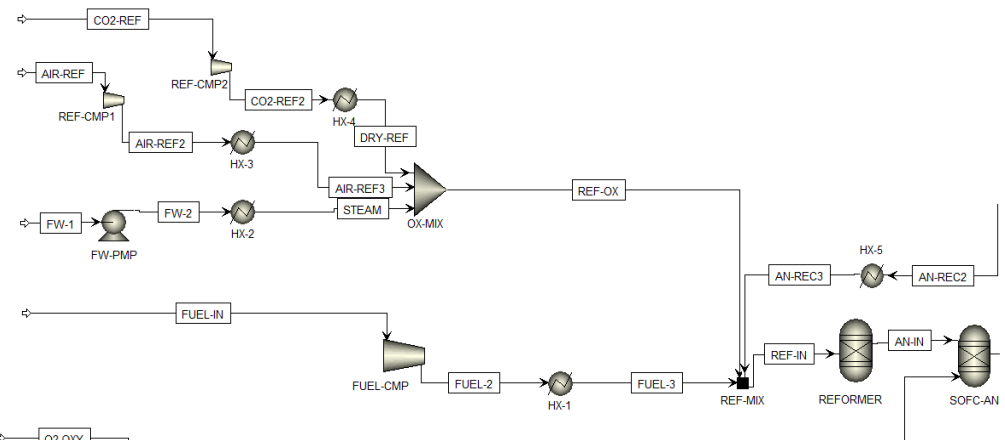 CO2-REF
AIR-REF
REF-CMP2
REF-CMP1
CO2-REF2
HX-4
DRY-REF
AIR-REF2
HX-3
AIR-REF3
REF-OX
STEAM
FW-1
FW-2
HX-2
OX-MIX
FW-PMP
HX-5
AN-REC3
AN-REC2
FUEL-IN
AN-IN
REF-IN
FUEL-CMP
FUEL-2
FUEL-3
HX-1
REF-MIX
REFORMER
SOFC-AN
O2-OXY